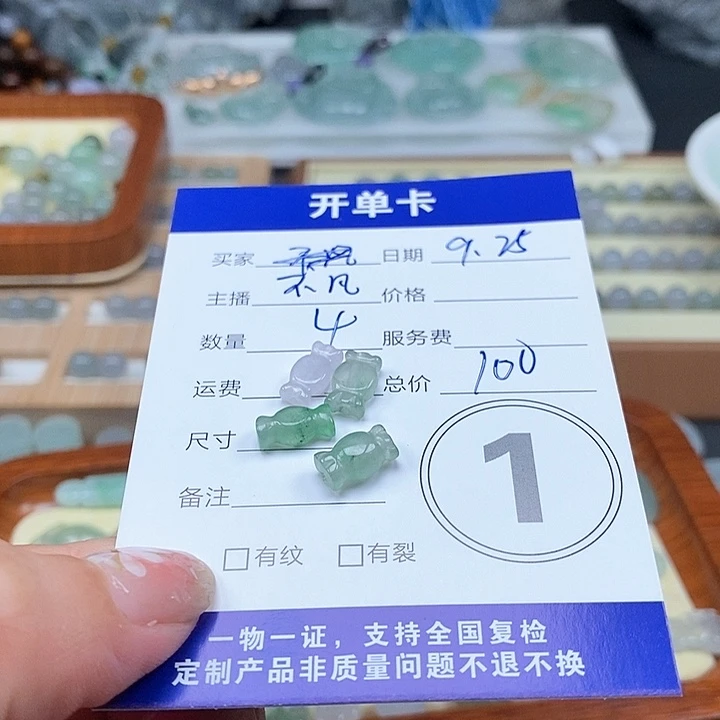 开单卡
买家 日期 9.25
主播 不凡 价格
数量 4 服务费
运费 总价 100
尺寸
备注
1
有纹 有裂
一物一证，支持全国复检
定制产品非质量问题不退不换